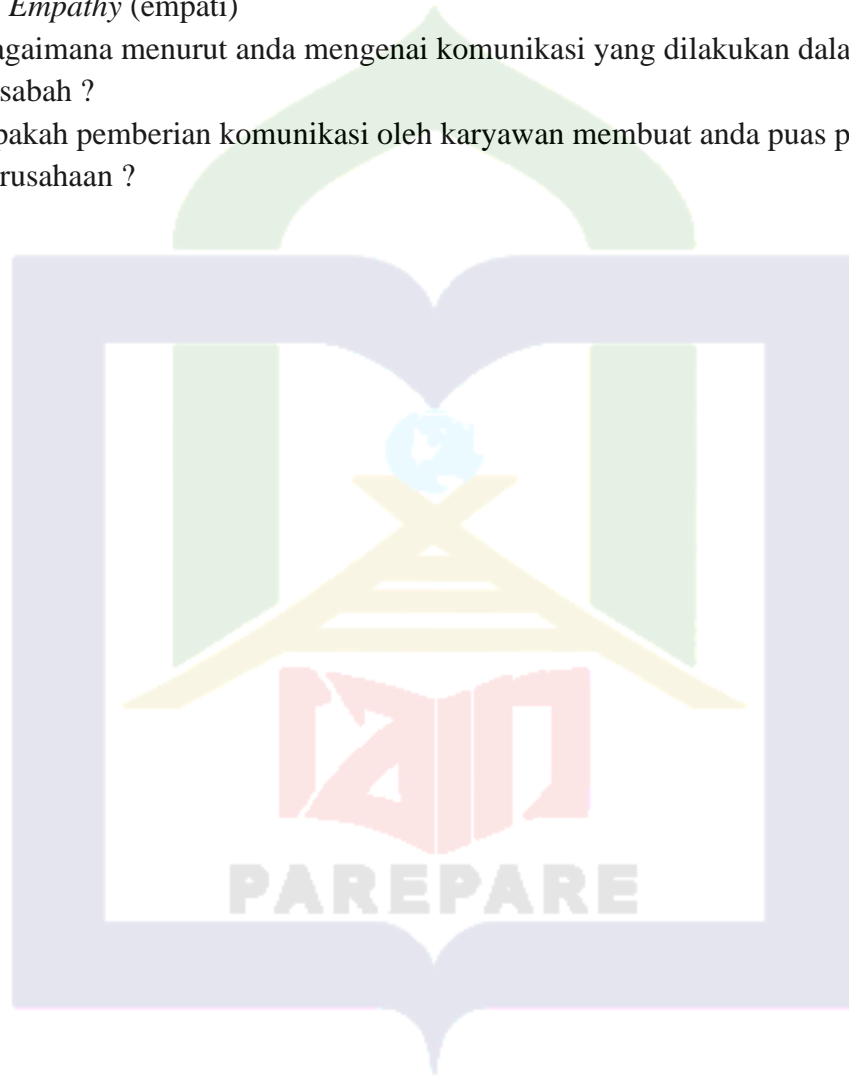 Empathy (empati)
agaimana menurut anda mengenai komunikasi yang dilakukan dala
sabah ?
pakah pemberian komunikasi oleh karyawan membuat anda puas p
rusahaan ?
iain
PAREPARE